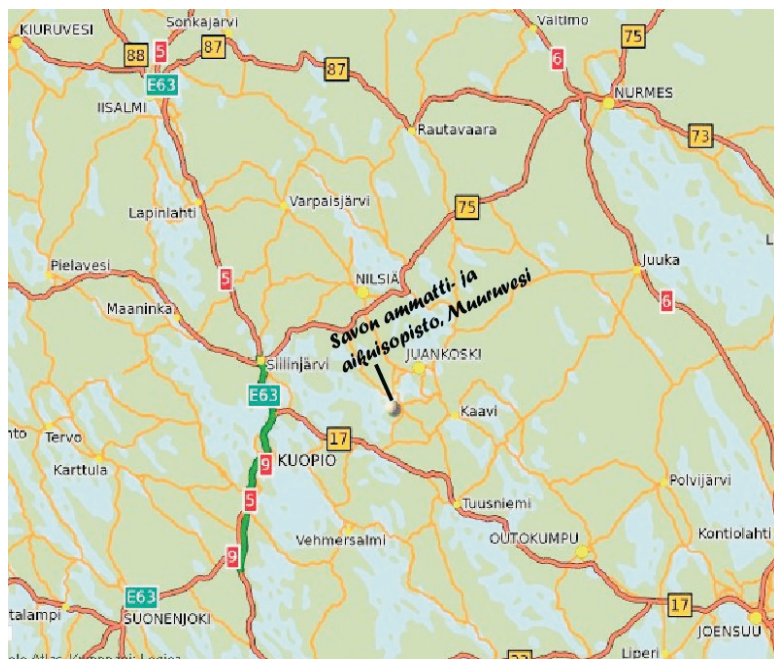 Sonkajärvi
Valtimo
KIURUVESI
75
5
87
88
6
87
E63
NURMES
IISALMI
Rautavaara
73
75
Lapinlahti
Varpaisjärvi
Juuka
Pielavesi
5
NILSIÄ
6
Maaninka
Savon ammatti- ja
aikuisopisto, Muuruvesi
Siilinjärvi
JUANKOSKI
E63
Kaavi
17
Tervo
Karttula
9
KUOPIO
Polvijärvi
5
Tuusniemi
Vehmersalmi
OUTOKUMPU
Kontiolahti
9
E63
talampi
SUONENJOKI
17
JOENSUU
Liperi
23